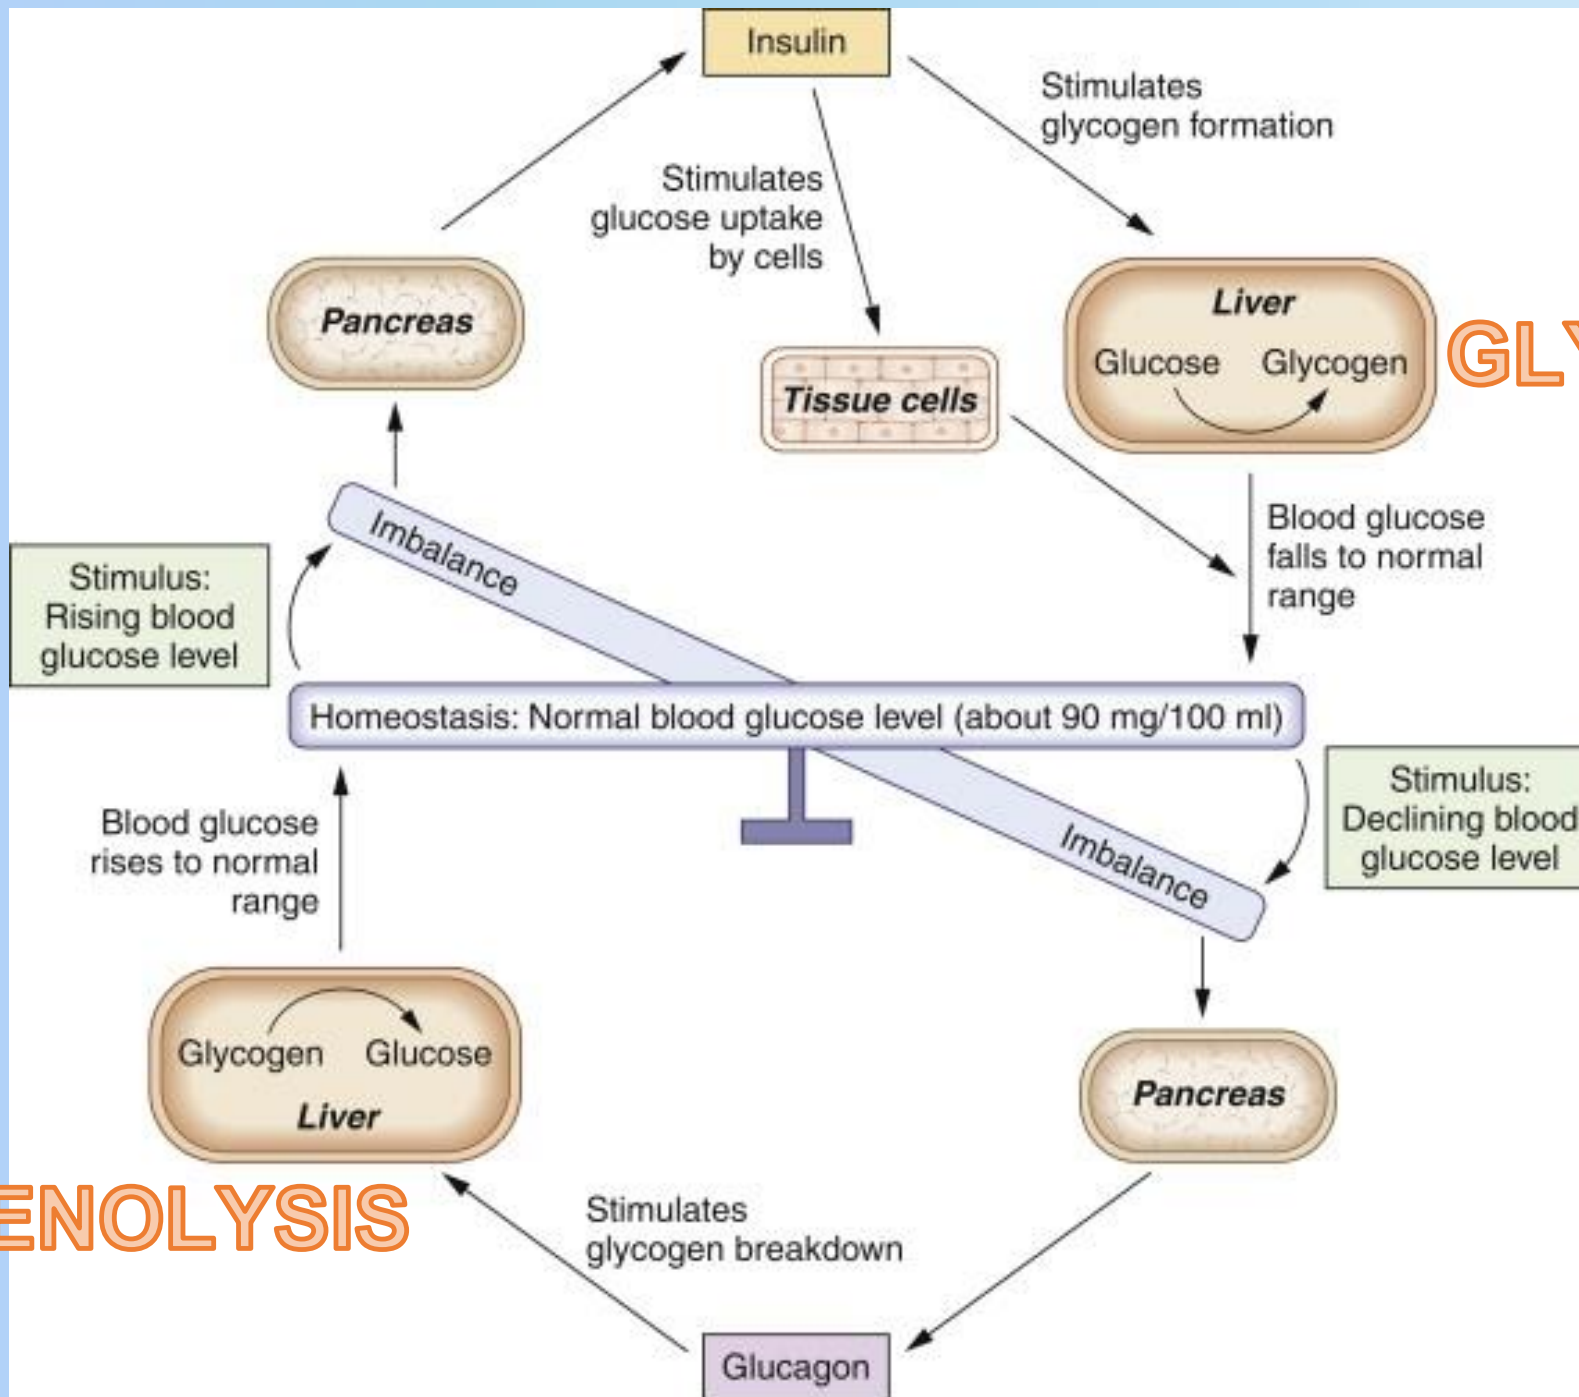 Insulin
Stimulates
glycogen formation
Stimulates
glucose uptake
by cells
Pancreas
Liver
Glucose Glycogen
GLY
Tissue cells
Imbalance
Blood glucose
falls to normal
range
Stimulus:
Rising blood
glucose level
Homeostasis: Normal blood glucose level (about 90 mg/100 ml)
Stimulus:
Declining blood
glucose level
Blood glucose
rises to normal
range
Imbalance
Glycogen Glucose
Liver
Pancreas
ENOLYSIS
Stimulates
glycogen breakdown
Glucagon